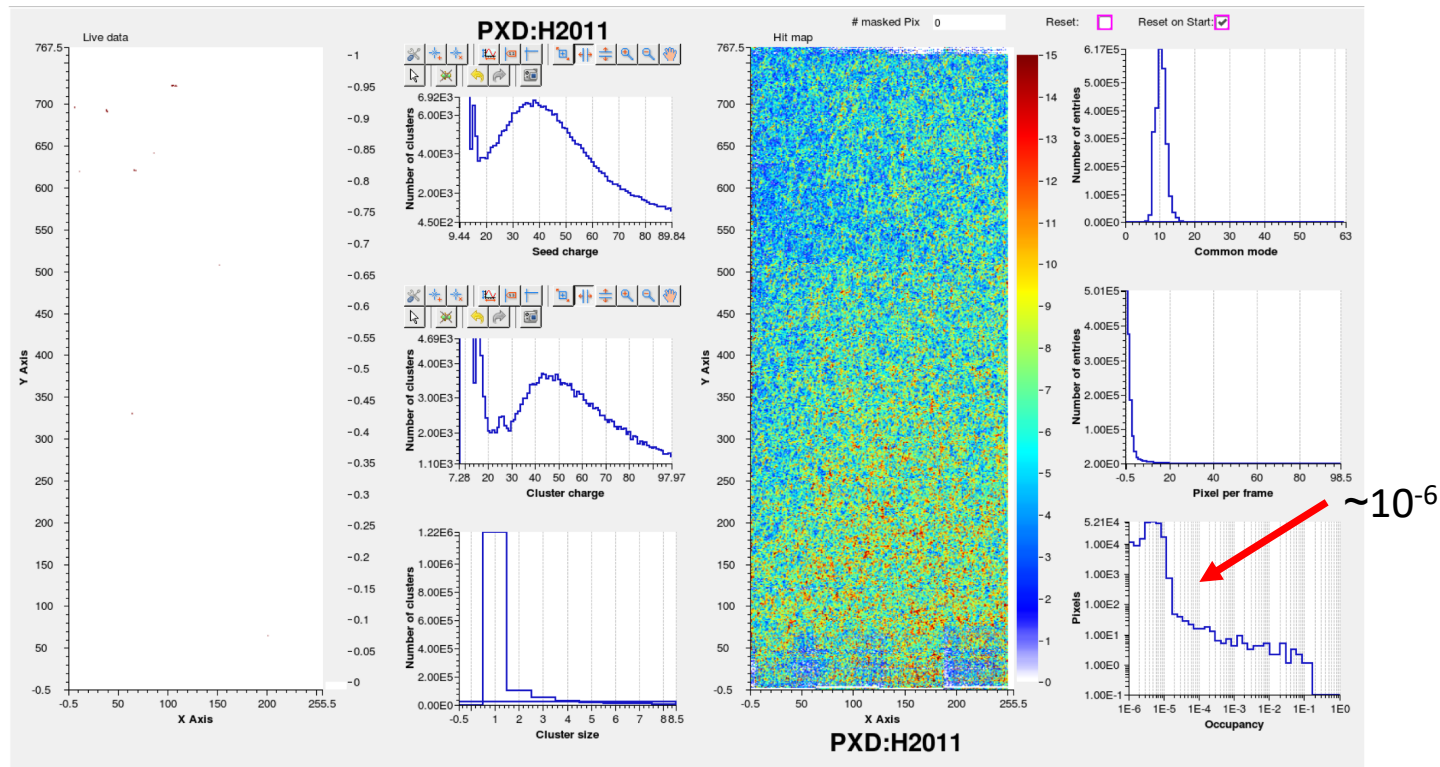 PXD:H2011
# masked Pix 0 Reset: Reset on Start:
Live data
767.5
700
650
600
550
500
450
400
350
300
250
200
150
100
50
-0.5
Y Axis
-0.5 50 100 150 200 255.5
X Axis
-1
-0.95
-0.9
-0.85
-0.8
-0.75
-0.7
-0.65
-0.6
-0.55
-0.5
-0.45
-0.4
-0.35
-0.3
-0.25
-0.2
-0.15
-0.1
-0.05
-0
6.92E3
6.00E3
4.00E3
2.00E3
4.50E2
Number of clusters
9.44 20 30 40 50 60 70 80 89.84
Seed charge
4.69E3
4.00E3
3.00E3
2.00E3
1.10E3
Number of clusters
7.28 20 30 40 50 60 70 80 97.97
Cluster charge
1.22E6
1.00E6
8.00E5
6.00E5
4.00E5
2.00E5
0.00E0
Number of clusters
-0.5 1 2 3 4 5 6 7 88.5
Cluster size
Hit map
767.5
700
650
600
550
500
450
400
350
300
250
200
150
100
50
-0.5
Y Axis
-0.5 50 100 150 200 255.5
X Axis
PXD:H2011
-15
-14
-13
-12
-11
-10
-9
-8
-7
-6
-5
-4
-3
-2
-1
-0
6.17E5
5.00E5
4.00E5
3.00E5
2.00E5
1.00E5
0.00E0
Number of entries
0 10 20 30 40 50 63
Common mode
5.01E5
4.00E5
3.00E5
2.00E5
1.00E5
2.00E0
Number of entries
-0.5 20 40 60 80 98.5
Pixel per frame
~10-6
5.21E4
1.00E4
1.00E3
1.00E2
1.00E1
1.00E0
1.00E-1
Pixels
1E-6 1E-5 1E-4 1E-3 1E-2 1E-1 1E0
Occupancy